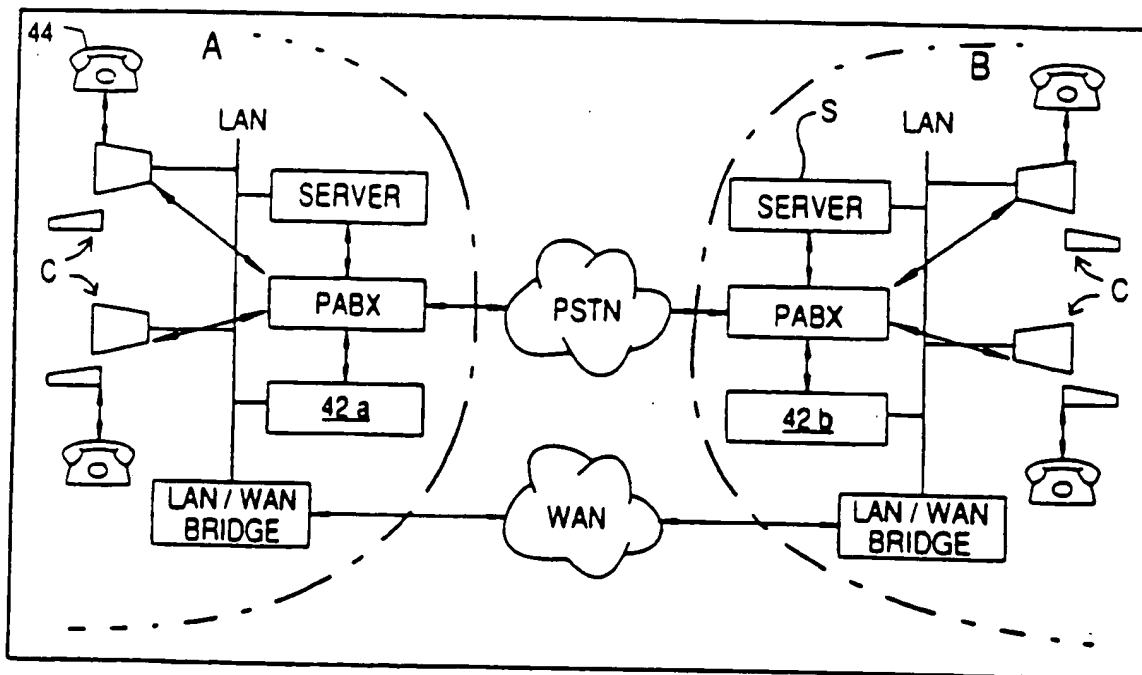 44
A
B
LAN
S
LAN
SERVER
SERVER
C
C
PABX
PSTN
PABX
42 a
42 b
LAN / WAN
BRIDGE
WAN
LAN / WAN
BRIDGE